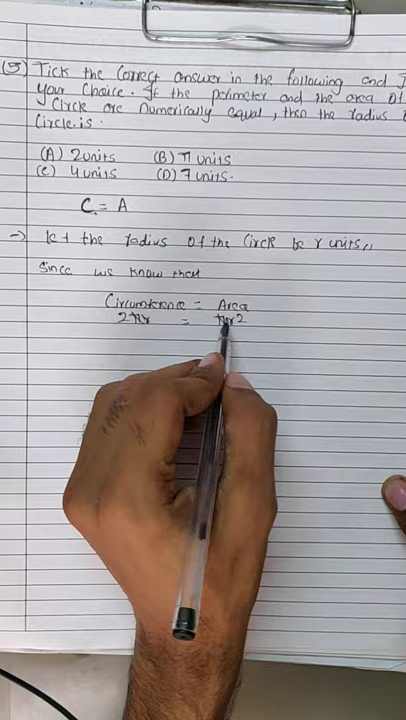 (5) Tick the Correct answer in the following and J
your Choice. If the perimeter and the area of
Circle are Numerically equal, then the radius
Circle.is.
(A) 2units (B) π units
(C) 4 units (D) 7 units.
C = A
→ let the radius of the Circle be r units,,
Since we know that
Circumference = Area
2πr = πr2